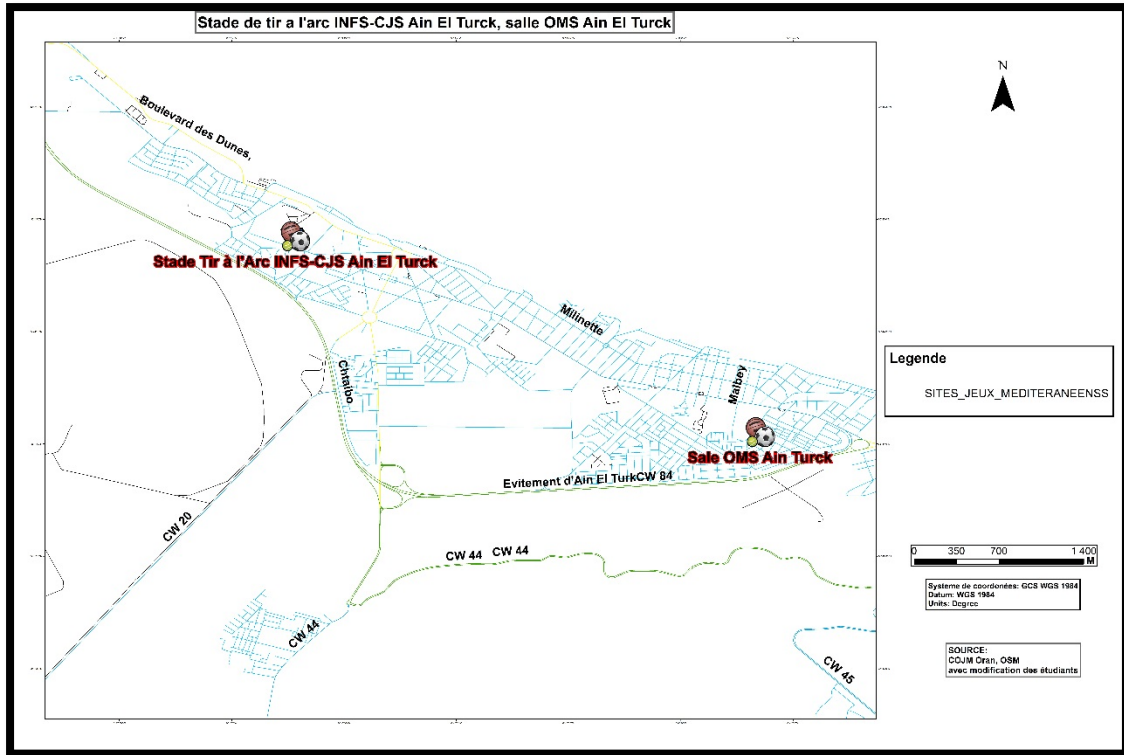 Stade de tir a l'arc INFS-CJS Ain El Turck, salle OMS Ain El Turck
N
Boulevard des Dunes,
Stade Tir à l'Arc INFS-CJS Ain El Turck
Milinette
Chtaibo
Malbey
Legende
SITES_JEUX_MEDITERANEENSS
Sale OMS Ain Turck
Evitement d'Ain El TurkCW 84
CW 20
CW 44 CW 44
0 350 700 1 400
M
Systeme de coordonées: GCS WGS 1984
Datum: WGS 1984
Units: Degree
CW 44
SOURCE:
COJM Oran, OSM
avec modification des étudiants
CW 45